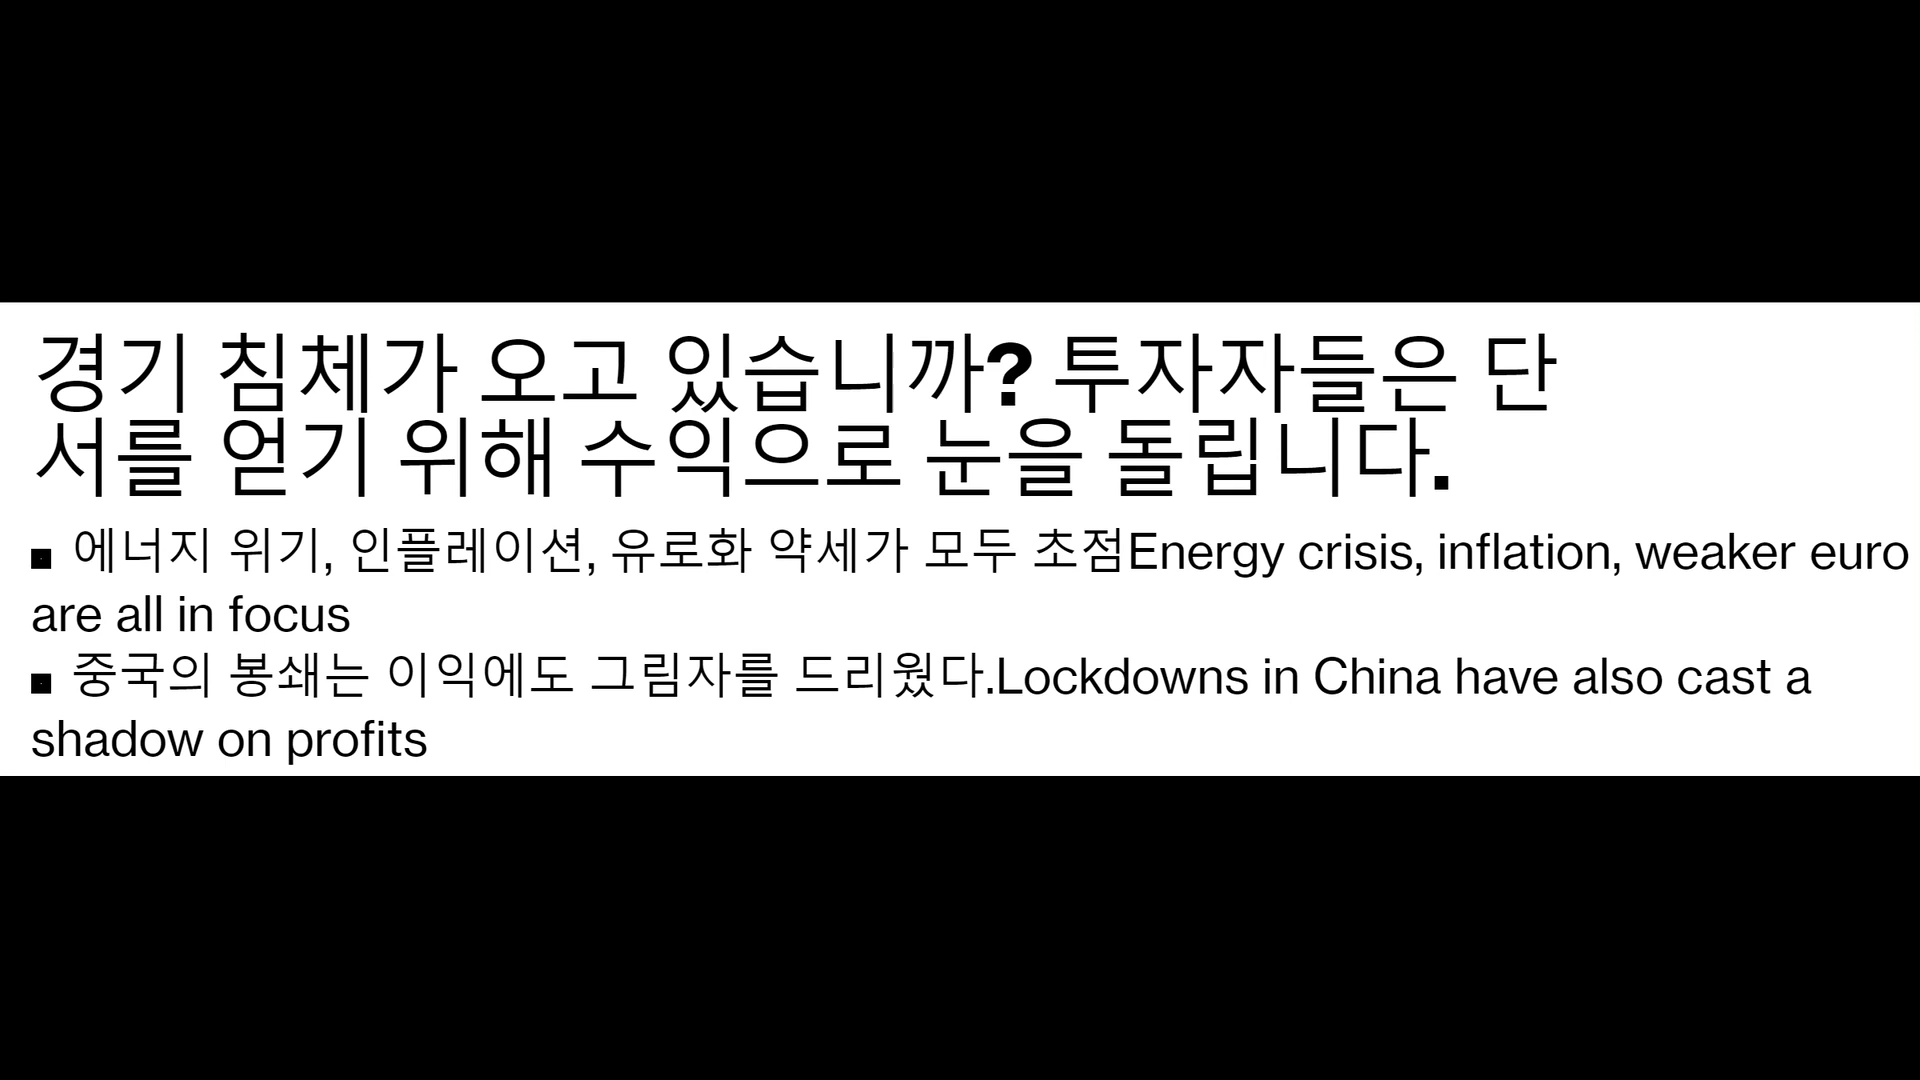 경기 침체가 오고 있습니까? 투자자들은 단
서를 얻기 위해 수익으로 눈을 돌립니다.
▪ 에너지 위기, 인플레이션, 유로화 약세가 모두 초점Energy crisis, inflation, weaker euro
are all in focus
▪ 중국의 봉쇄는 이익에도 그림자를 드리웠다.Lockdowns in China have also cast a
shadow on profits